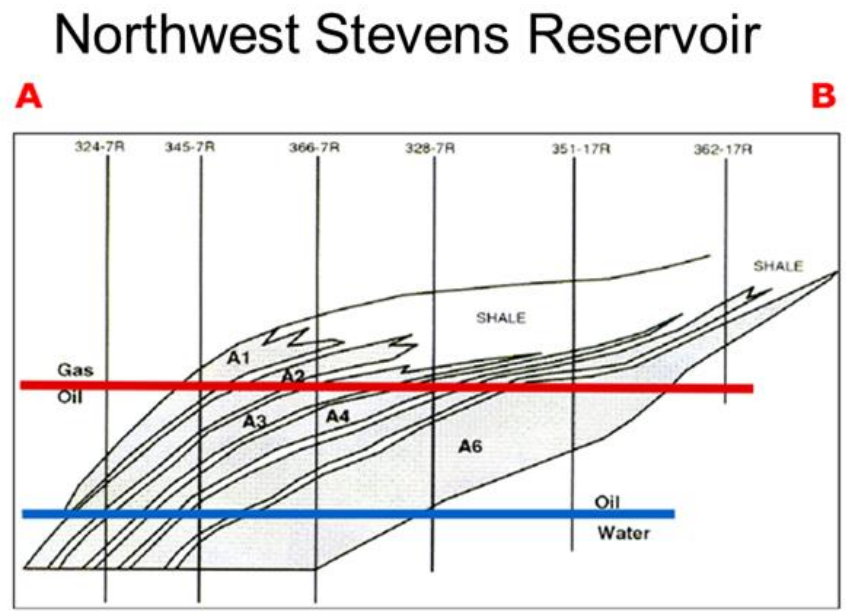 Northwest Stevens Reservoir
A B
324-7R 345-7R 366-7R 328-7R 351-17R 362-17R
SHALE
SHALE
A1
Gas
A2
Oil
A3 A4
A6
Oil
Water